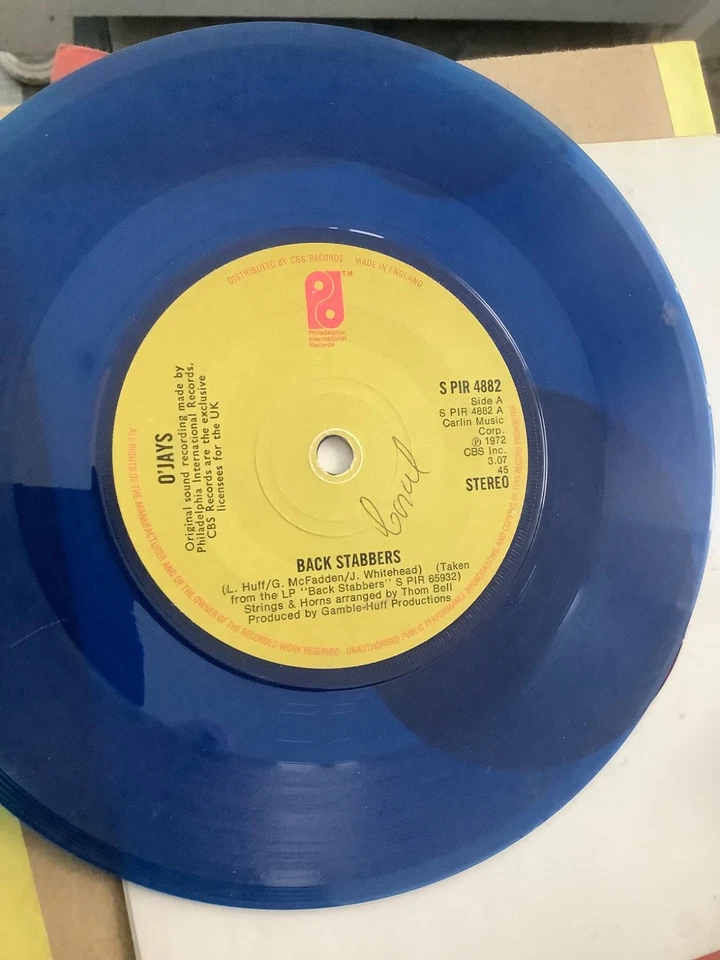 DISTRIBUTED BY CBS RECORDS MADE IN ENGLAND
T.M.
Philadelphia
International
Records
O'JAYS
Original sound recording made by
Philadelphia International Records.
CBS Records are the exclusive
licensees for the UK
S PIR 4882
Side A
S PIR 4882 A
Carlin Music
Corp.
℗ 1972
CBS Inc.
3.07
45
STEREO
BACK STABBERS
(L. Huff/G. McFadden/J. Whitehead) (Taken
from the LP "Back Stabbers" S PIR 65932)
Strings & Horns arranged by Thom Bell
Produced by Gamble-Huff Productions
ALL RIGHTS OF THE MANUFACTURER AND OF THE OWNER OF THE RECORDED WORK RESERVED UNAUTHORISED PUBLIC PERFORMANCE BROADCASTING AND COPYING OF THIS RECORD PROHIBITED